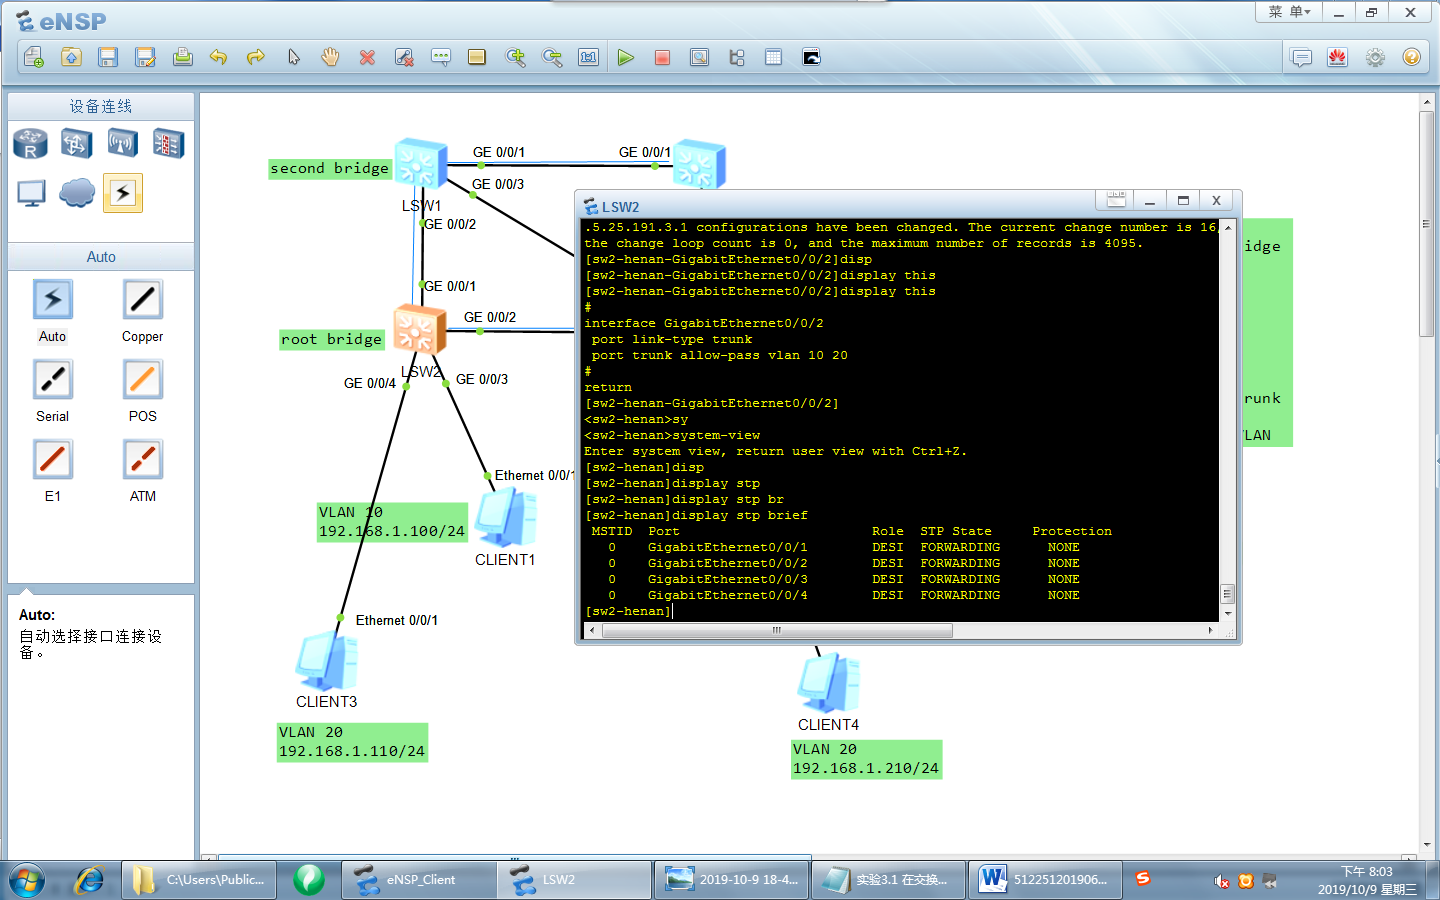 eNSP
菜 单
设备连线
Auto
Auto
Copper
Serial
POS
E1
ATM
Auto:
自动选择接口连接设
备。
second bridge
GE 0/0/1
GE 0/0/1
GE 0/0/3
LSW1
GE 0/0/2
GE 0/0/1
GE 0/0/2
root bridge
LSW2
GE 0/0/4
GE 0/0/3
Ethernet 0/0/1
VLAN 10
192.168.1.100/24
CLIENT1
Ethernet 0/0/1
CLIENT3
VLAN 20
192.168.1.110/24
CLIENT4
VLAN 20
192.168.1.210/24
idge
runk
LAN
LSW2
.5.25.191.3.1 configurations have been changed. The current change number is 16,
the change loop count is 0, and the maximum number of records is 4095.
[sw2-henan-GigabitEthernet0/0/2]disp
[sw2-henan-GigabitEthernet0/0/2]display this
[sw2-henan-GigabitEthernet0/0/2]display this
#
interface GigabitEthernet0/0/2
port link-type trunk
port trunk allow-pass vlan 10 20
#
return
[sw2-henan-GigabitEthernet0/0/2]
<sw2-henan>sy
<sw2-henan>system-view
Enter system view, return user view with Ctrl+Z.
[sw2-henan]disp
[sw2-henan]display stp
[sw2-henan]display stp br
[sw2-henan]display stp brief
MSTID Port Role STP State Protection
0 GigabitEthernet0/0/1 DESI FORWARDING NONE
0 GigabitEthernet0/0/2 DESI FORWARDING NONE
0 GigabitEthernet0/0/3 DESI FORWARDING NONE
0 GigabitEthernet0/0/4 DESI FORWARDING NONE
[sw2-henan]
C:\Users\Public...
eNSP_Client
LSW2
2019-10-9 18-4...
实验3.1 在交换...
512251201906...
下午 8:03
2019/10/9 星期三